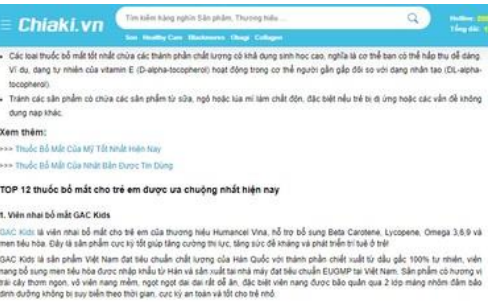 Chiaki.vn
Tìm kiếm hàng nghìn Sản phẩm, Thương hiệu ...
Hotline:
Tổng đài:
Son Healthy Care Blackmores Obagi Collagen
• Các loại thuốc bổ mắt tốt nhất chứa các thành phần chất lượng có khả dụng sinh học cao, nghĩa là cơ thể bạn có thể hấp thụ dễ dàng.
Ví dụ, dạng tự nhiên của vitamin E (D-alpha-tocopherol) hoạt động trong cơ thể người gần gấp đôi so với dạng nhân tạo (DL-alpha-
tocopherol).
• Tránh các sản phẩm có chứa các sản phẩm từ sữa, ngô hoặc lúa mì làm chất độn, đặc biệt nếu trẻ bị dị ứng hoặc các vấn đề không
dung nạp khác.
Xem thêm:
>>> Thuốc Bổ Mắt Của Mỹ Tốt Nhất Hiện Nay
>>> Thuốc Bổ Mắt Của Nhật Bản Được Tin Dùng
TOP 12 thuốc bổ mắt cho trẻ em được ưa chuộng nhất hiện nay
1. Viên nhai bổ mắt GAC Kids
GAC Kids là viên nhai bổ mắt cho trẻ em của thương hiệu Humancel Vina, hỗ trợ bổ sung Beta Carotene, Lycopene, Omega 3,6,9 và
men tiêu hóa. Đây là sản phẩm cực kỳ tốt giúp tăng cường thị lực, tăng sức đề kháng và phát triển trí tuệ ở trẻ!
GAC Kids là sản phẩm Việt Nam đạt tiêu chuẩn chất lượng của Hàn Quốc với thành phần chiết xuất từ dầu gấc 100% tự nhiên, viên
nang bổ sung men tiêu hóa được nhập khẩu từ Hàn và sản xuất tại nhà máy đạt tiêu chuẩn EUGMP tại Việt Nam. Sản phẩm có hương vị
trái cây thơm ngon, vỏ viên nang mềm, ngọt ngọt dai dai rất dễ ăn, đặc biệt viên nang được bảo quản qua 2 lớp màng nhôm đảm bảo
dinh dưỡng không bị suy biến theo thời gian, cực kỳ an toàn và tốt cho trẻ nhỏ.